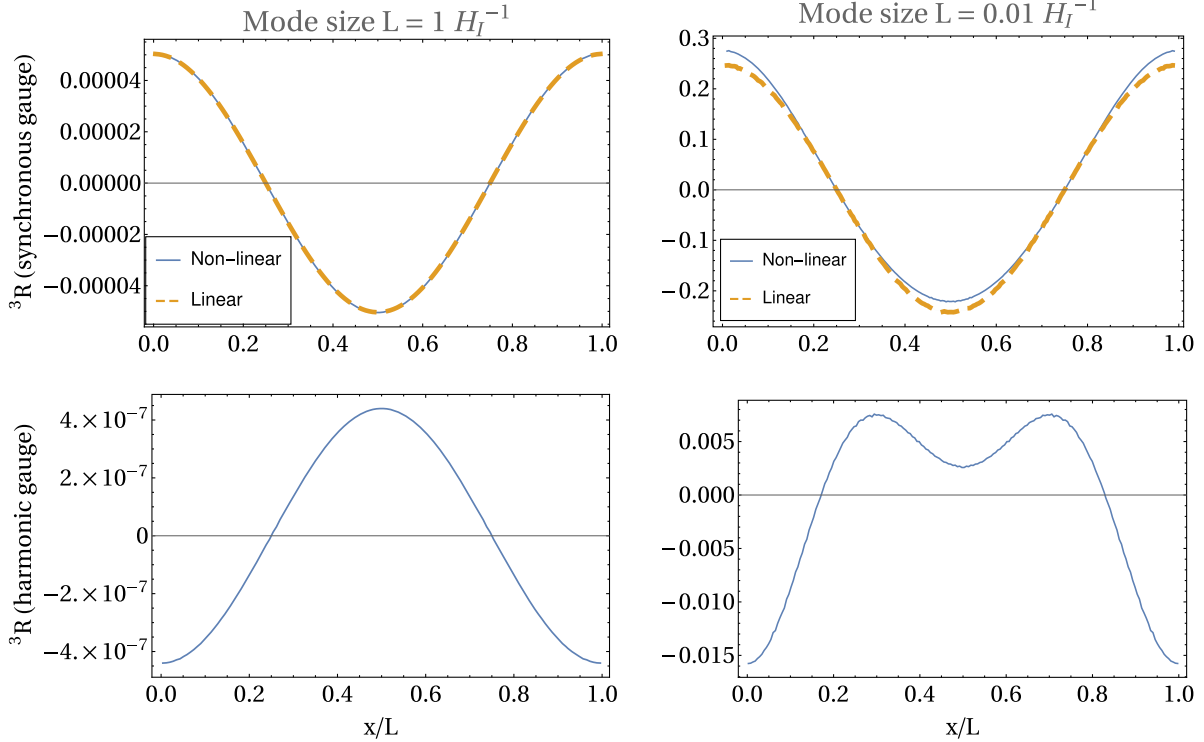 Mode size L = 1 H_I^{-1}
Mode size L = 0.01 H_I^{-1}
³R (synchronous gauge)
0.00004
0.00002
0.00000
−0.00002
−0.00004
Non−linear
Linear
0.0 0.2 0.4 0.6 0.8 1.0
0.3
0.2
0.1
0.0
−0.1
−0.2
Non−linear
Linear
0.0 0.2 0.4 0.6 0.8 1.0
³R (harmonic gauge)
4.×10⁻⁷
2.×10⁻⁷
0
−2.×10⁻⁷
−4.×10⁻⁷
0.0 0.2 0.4 0.6 0.8 1.0
x/L
0.005
0.000
−0.005
−0.010
−0.015
0.0 0.2 0.4 0.6 0.8 1.0
x/L